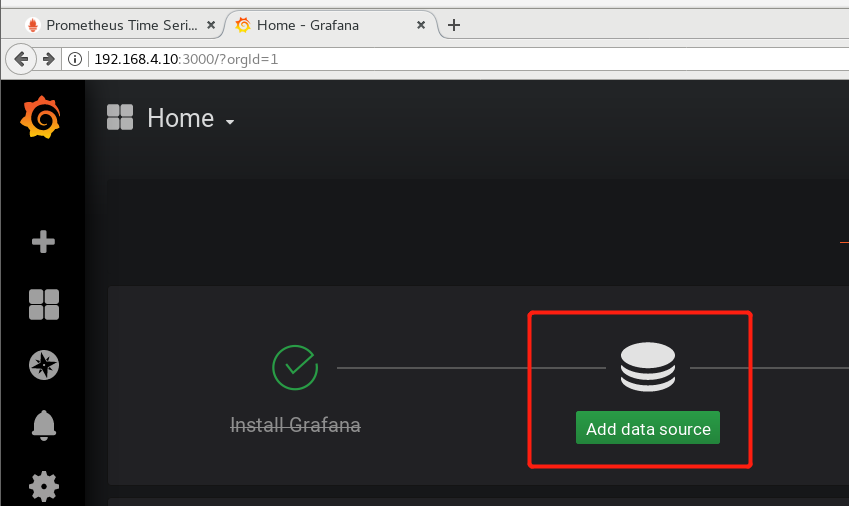 Prometheus Time Seri...
Home - Grafana
192.168.4.10:3000/?orgId=1
Home
Install Grafana
Add data source